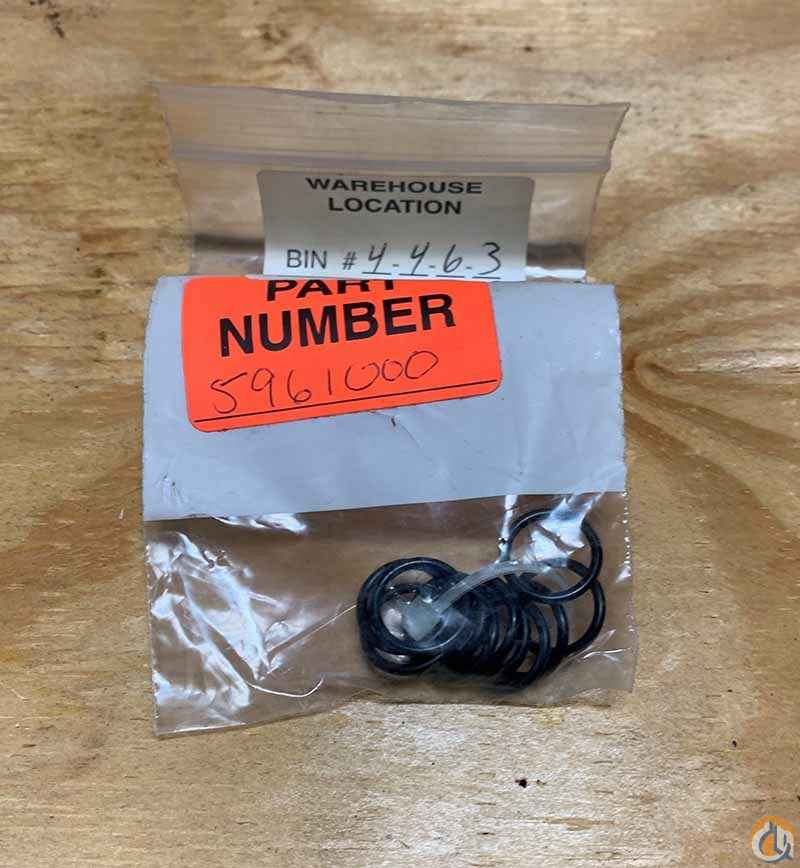 WAREHOUSE
LOCATION
BIN # 4-4-6-3
PART
NUMBER
5961000